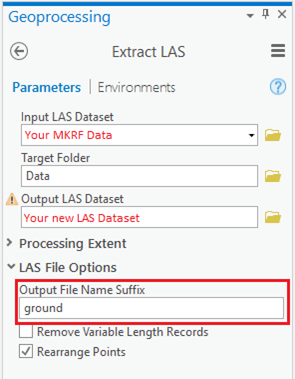 Geoprocessing
Extract LAS
Parameters Environments
Input LAS Dataset
Your MKRF Data
Target Folder
Data
Output LAS Dataset
Your new LAS Dataset
Processing Extent
LAS File Options
Output File Name Suffix
ground
Remove Variable Length Records
Rearrange Points